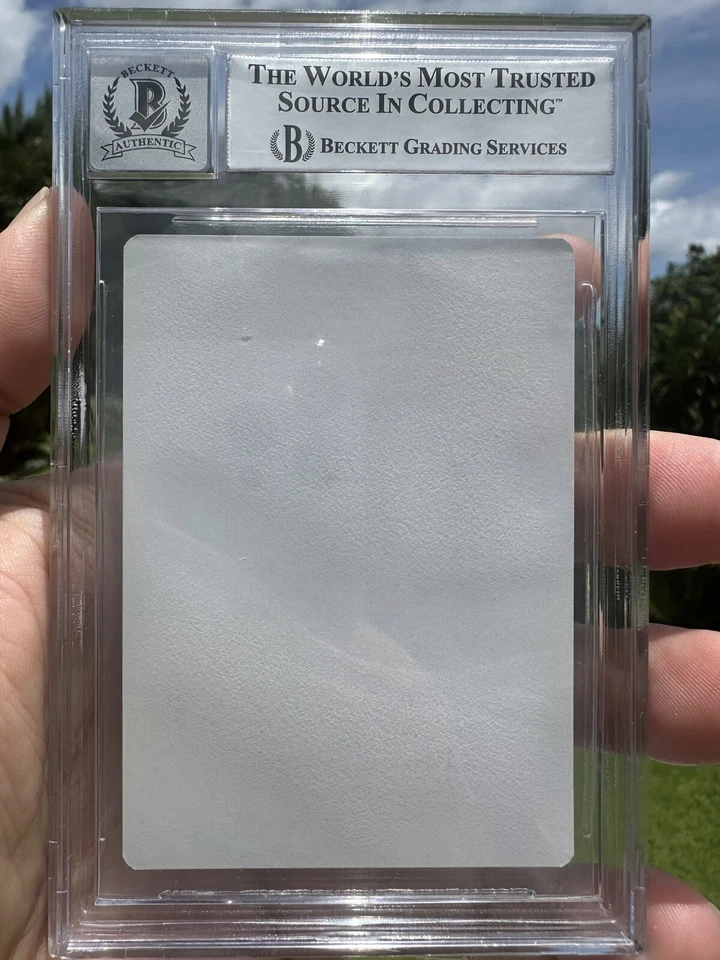 BECKETT
B
AUTHENTIC
THE WORLD'S MOST TRUSTED
SOURCE IN COLLECTING™
B BECKETT GRADING SERVICES